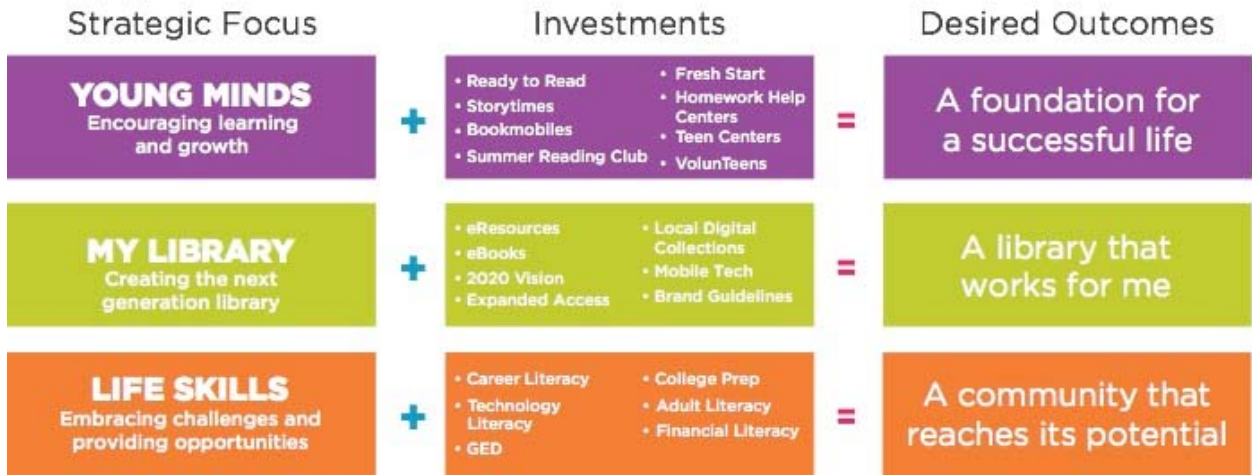 Strategic Focus
Investments
Desired Outcomes
YOUNG MINDS
Encouraging learning
and growth
+
• Ready to Read
• Storytimes
• Bookmobiles
• Summer Reading Club
• Fresh Start
• Homework Help
Centers
• Teen Centers
• VolunTeens
=
A foundation for
a successful life
MY LIBRARY
Creating the next
generation library
+
• eResources
• eBooks
• 2020 Vision
• Expanded Access
• Local Digital
Collections
• Mobile Tech
• Brand Guidelines
=
A library that
works for me
LIFE SKILLS
Embracing challenges and
providing opportunities
+
• Career Literacy
• Technology
Literacy
• GED
• College Prep
• Adult Literacy
• Financial Literacy
=
A community that
reaches its potential